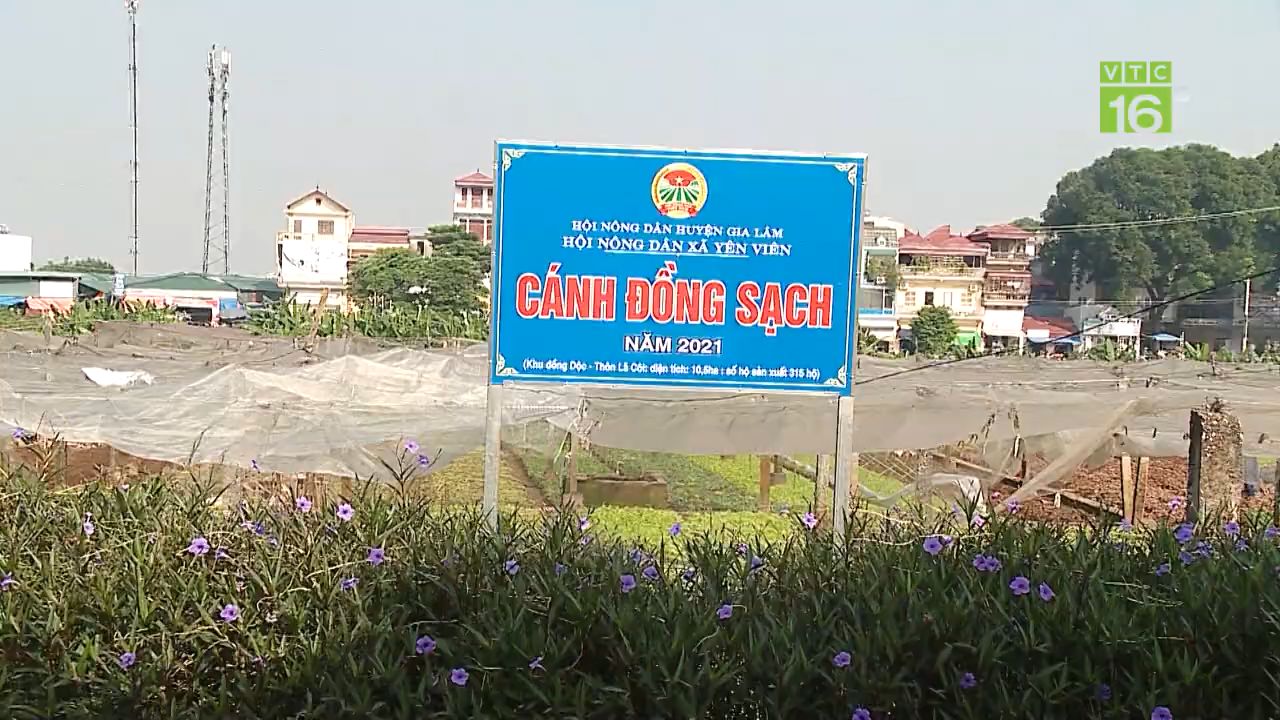 VTC
16
HỘI NÔNG DÂN HUYỆN GIA LÂM
HỘI NÔNG DÂN XÃ YÊN VIÊN
CÁNH ĐỒNG SẠCH
NĂM 2021
(Khu đồng Dộc - Thôn Lã Côi: diện tích: 10,5ha : số hộ sản xuất 315 hộ)